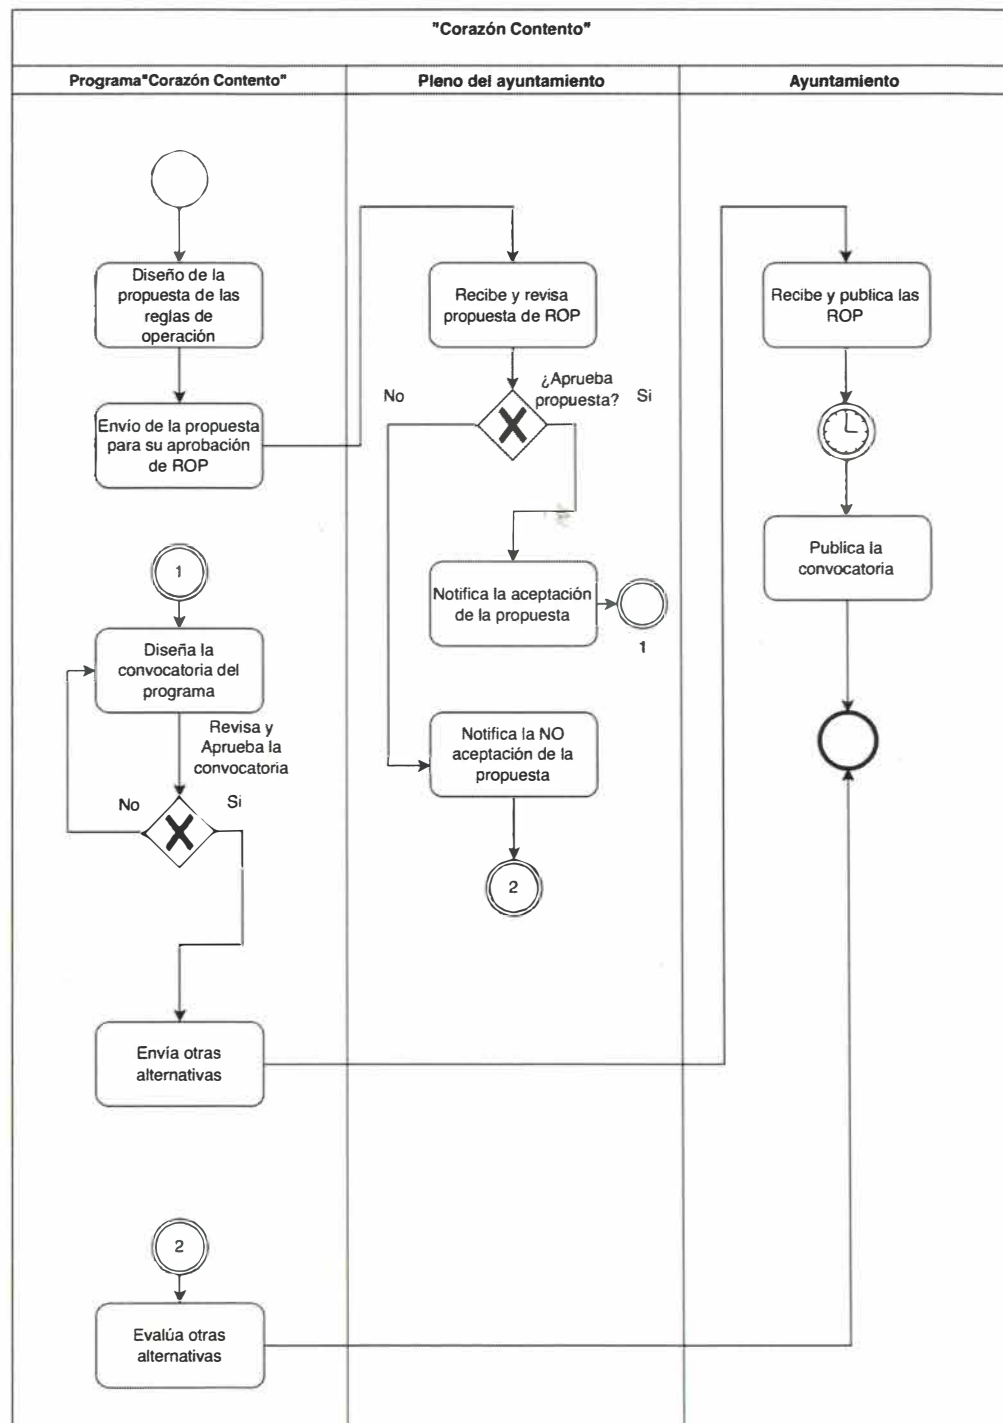 "Corazón Contento"
Programa"Corazón Contento"
Pleno del ayuntamiento
Ayuntamiento
Diseño de la
propuesta de las
reglas de
operación
Envío de la propuesta
para su aprobación
de ROP
1
Diseña la
convocatoria del
programa
Revisa y
Aprueba la
convocatoria
No
Si
Envía otras
alternativas
2
Evalúa otras
alternativas
Recibe y revisa
propuesta de ROP
¿Aprueba
propuesta?
No
Si
Notifica la aceptación
de la propuesta
1
Notifica la NO
aceptación de la
propuesta
2
Recibe y publica las
ROP
Publica la
convocatoria